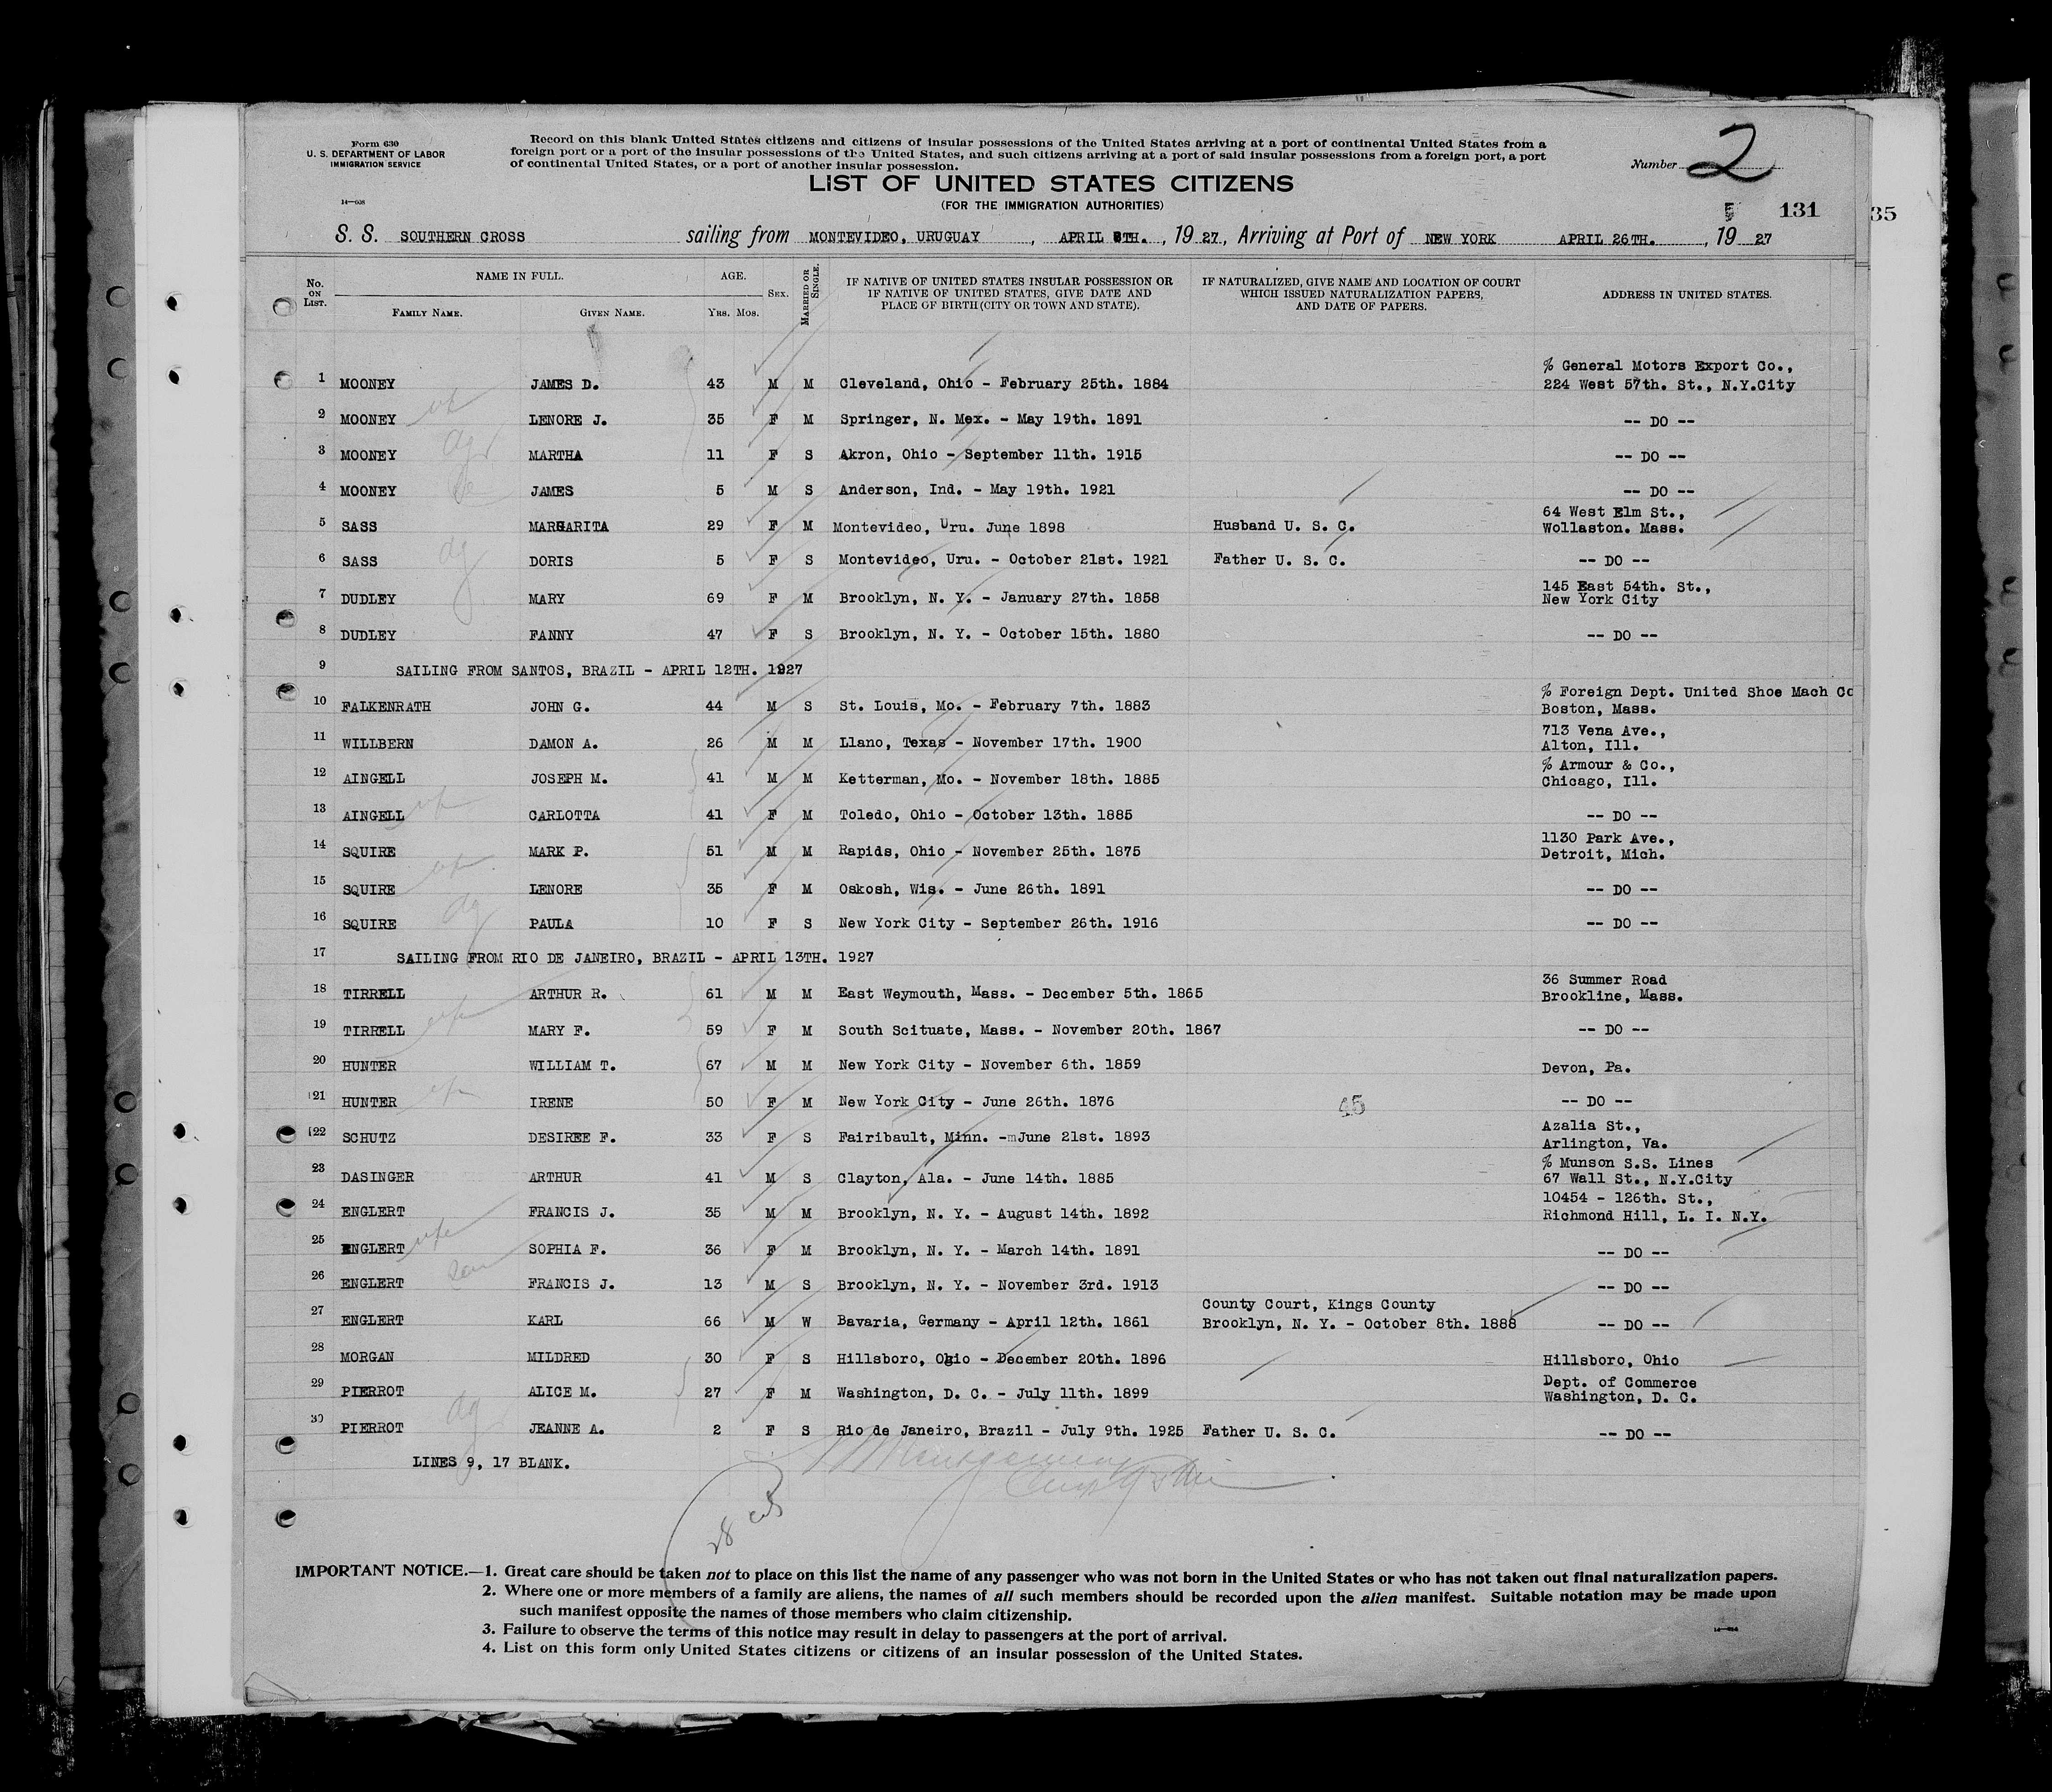 Form 630
U. S. DEPARTMENT OF LABOR
IMMIGRATION SERVICE
14—608
Record on this blank United States citizens and citizens of insular possessions of the United States arriving at a port of continental United States from a
foreign port or a port of the insular possessions of the United States, and such citizens arriving at a port of said insular possessions from a foreign port, a port
of continental United States, or a port of another insular possession.
Number 2
LIST OF UNITED STATES CITIZENS
(FOR THE IMMIGRATION AUTHORITIES)
131
35
S. S. SOUTHERN CROSS sailing from MONTEVIDEO, URUGUAY , APRIL 8TH. , 19 27, Arriving at Port of NEW YORK APRIL 26TH. , 19 27
No. ON LIST. NAME IN FULL. FAMILY NAME. GIVEN NAME. AGE. YRS. MOS. SEX. MARRIED OR SINGLE. IF NATIVE OF UNITED STATES INSULAR POSSESSION OR IF NATIVE OF UNITED STATES, GIVE DATE AND PLACE OF BIRTH (CITY OR TOWN AND STATE). IF NATURALIZED, GIVE NAME AND LOCATION OF COURT WHICH ISSUED NATURALIZATION PAPERS, AND DATE OF PAPERS. ADDRESS IN UNITED STATES.
% General Motors Export Co.,
1 MOONEY JAMES D. 43 M M Cleveland, Ohio - February 25th. 1884 224 West 57th. St., N.Y.City
2 MOONEY LENORE J. 35 F M Springer, N. Mex. - May 19th. 1891 -- DO --
3 MOONEY MARTHA 11 F S Akron, Ohio - September 11th. 1915 -- DO --
4 MOONEY JAMES 5 M S Anderson, Ind. - May 19th. 1921 -- DO --
64 West Elm St.,
5 SASS MARGARITA 29 F M Montevideo, Uru. June 1898 Husband U. S. C. Wollaston. Mass.
6 SASS DORIS 5 F S Montevideo, Uru. - October 21st. 1921 Father U. S. C. -- DO --
145 East 54th. St.,
7 DUDLEY MARY 69 F M Brooklyn, N. Y. - January 27th. 1858 New York City
8 DUDLEY FANNY 47 F S Brooklyn, N. Y. - October 15th. 1880 -- DO --
9 SAILING FROM SANTOS, BRAZIL - APRIL 12TH. 1927
% Foreign Dept. United Shoe Mach Co
10 FALKENRATH JOHN G. 44 M S St. Louis, Mo. - February 7th. 1883 Boston, Mass.
713 Vena Ave.,
11 WILLBERN DAMON A. 26 M M Llano, Texas - November 17th. 1900 Alton, Ill.
% Armour & Co.,
12 AINGELL JOSEPH M. 41 M M Ketterman, Mo. - November 18th. 1885 Chicago, Ill.
13 AINGELL CARLOTTA 41 F M Toledo, Ohio - October 13th. 1885 -- DO --
1130 Park Ave.,
14 SQUIRE MARK P. 51 M M Rapids, Ohio - November 25th. 1875 Detroit, Mich.
15 SQUIRE LENORE 35 F M Oskosh, Wis. - June 26th. 1891 -- DO --
16 SQUIRE PAULA 10 F S New York City - September 26th. 1916 -- DO --
17 SAILING FROM RIO DE JANEIRO, BRAZIL - APRIL 13TH. 1927
36 Summer Road
18 TIRRELL ARTHUR R. 61 M M East Weymouth, Mass. - December 5th. 1865 Brookline, Mass.
19 TIRRELL MARY F. 59 F M South Scituate, Mass. - November 20th. 1867 -- DO --
20 HUNTER WILLIAM T. 67 M M New York City - November 6th. 1859 Devon, Pa.
21 HUNTER IRENE 50 F M New York City - June 26th. 1876 45 -- DO --
Azalia St.,
22 SCHUTZ DESIREE F. 33 F S Fairibault, Minn. -mJune 21st. 1893 Arlington, Va.
% Munson S.S. Lines
23 DASINGER ARTHUR 41 M S Clayton, Ala. - June 14th. 1885 67 Wall St., N.Y.City
10454 - 126th. St.,
24 ENGLERT FRANCIS J. 35 M M Brooklyn, N. Y. - August 14th. 1892 Richmond Hill, L. I. N.Y.
25 ENGLERT SOPHIA F. 36 F M Brooklyn, N. Y. - March 14th. 1891 -- DO --
26 ENGLERT FRANCIS J. 13 M S Brooklyn, N. Y. - November 3rd. 1913 -- DO --
County Court, Kings County
27 ENGLERT KARL 66 M W Bavaria, Germany - April 12th. 1861 Brooklyn, N. Y. - October 8th. 1888 -- DO --
28 MORGAN MILDRED 30 F S Hillsboro, Ohio - December 20th. 1896 Hillsboro, Ohio
Dept. of Commerce
29 PIERROT ALICE M. 27 F M Washington, D. C. - July 11th. 1899 Washington, D. C.
30 PIERROT JEANNE A. 2 F S Rio de Janeiro, Brazil - July 9th. 1925 Father U. S. C. -- DO --
LINES 9, 17 BLANK.
28
IMPORTANT NOTICE.—1. Great care should be taken not to place on this list the name of any passenger who was not born in the United States or who has not taken out final naturalization papers.
2. Where one or more members of a family are aliens, the names of all such members should be recorded upon the alien manifest. Suitable notation may be made upon
such manifest opposite the names of those members who claim citizenship.
3. Failure to observe the terms of this notice may result in delay to passengers at the port of arrival.
4. List on this form only United States citizens or citizens of an insular possession of the United States.